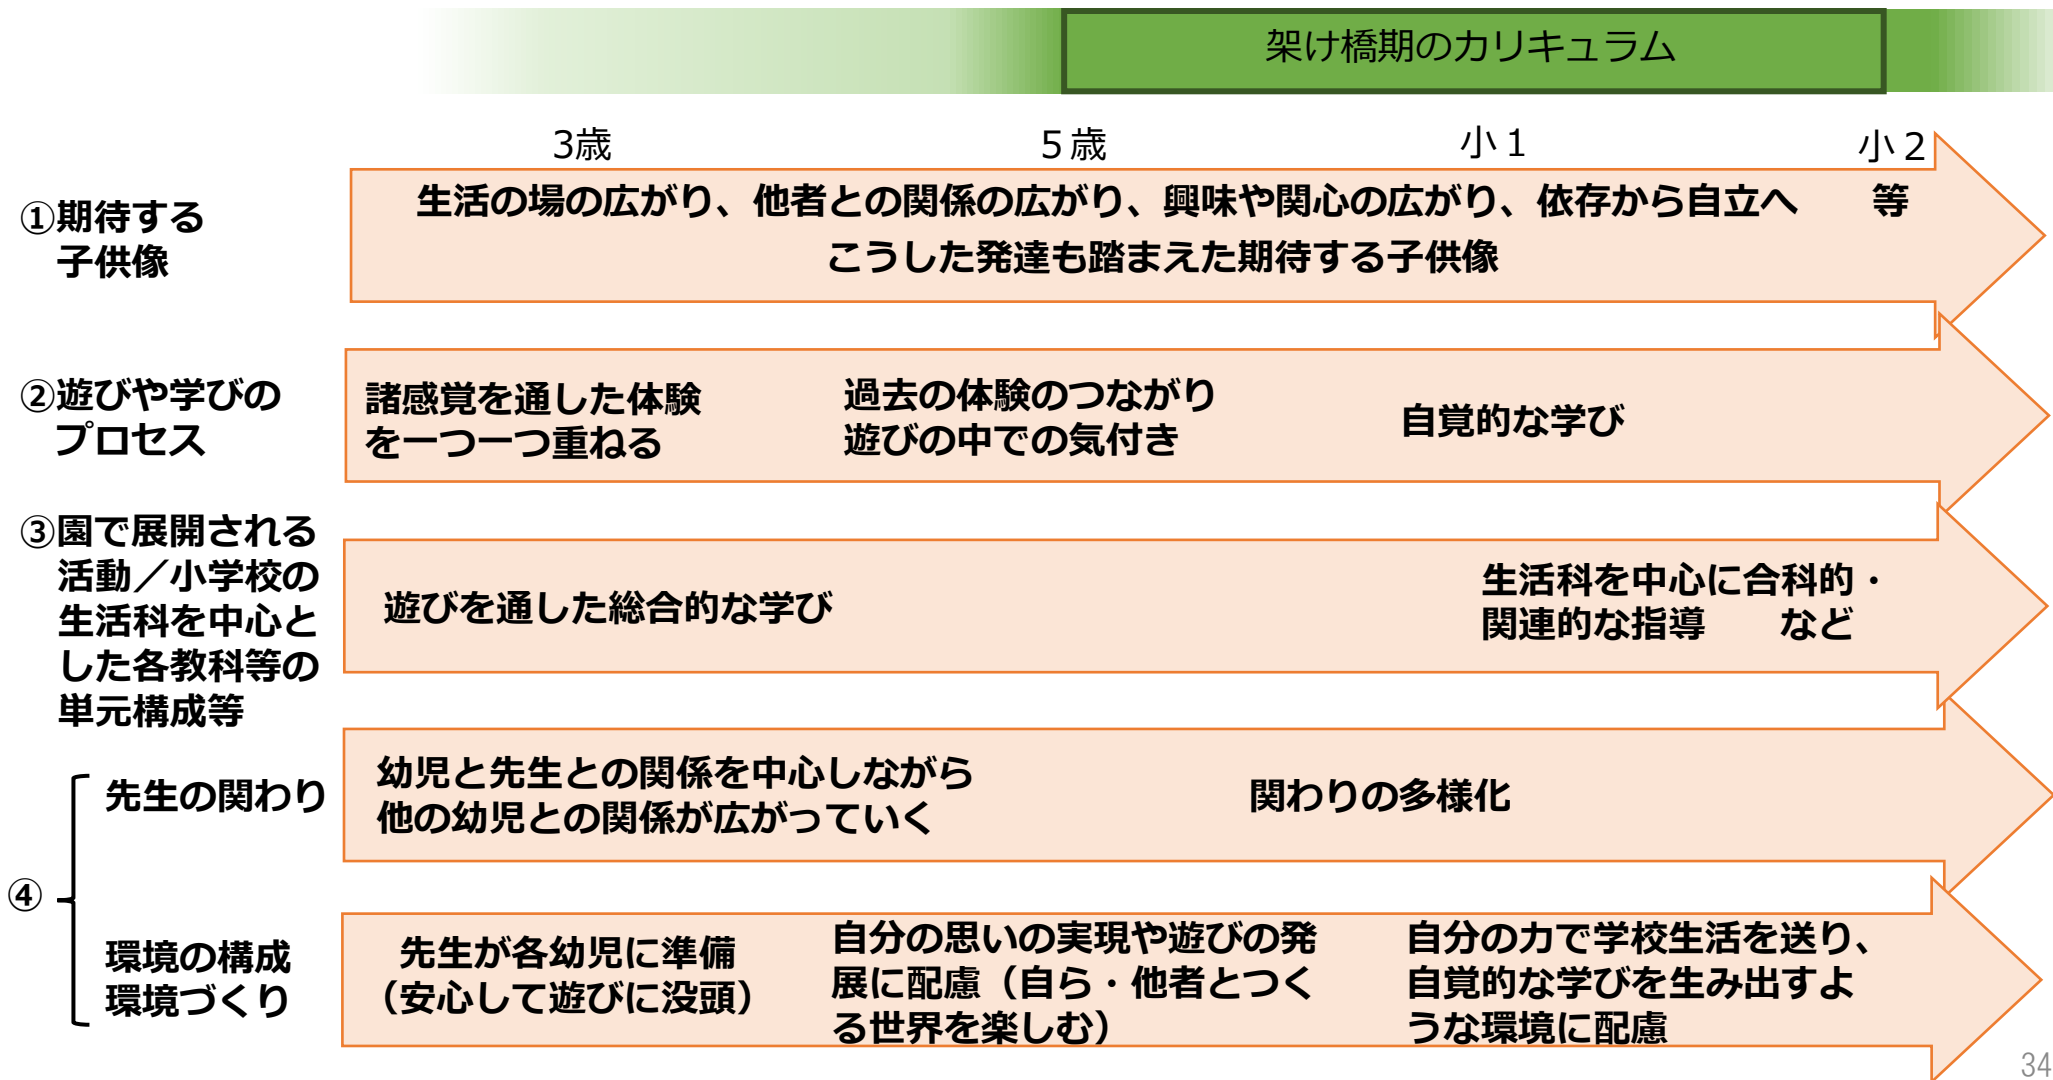 架け橋期のカリキュラム
3歳
５歳
小１
小２
①期待する
子供像
生活の場の広がり、他者との関係の広がり、興味や関心の広がり、依存から自立へ　　等
こうした発達も踏まえた期待する子供像
②遊びや学びの
プロセス
諸感覚を通した体験
を一つ一つ重ねる
過去の体験のつながり
遊びの中での気付き
自覚的な学び
③園で展開される
活動／小学校の
生活科を中心と
した各教科等の
単元構成等
遊びを通した総合的な学び
生活科を中心に合科的・
関連的な指導　　など
④
先生の関わり
幼児と先生との関係を中心しながら
他の幼児との関係が広がっていく
関わりの多様化
環境の構成
環境づくり
先生が各幼児に準備
（安心して遊びに没頭）
自分の思いの実現や遊びの発
展に配慮（自ら・他者とつく
る世界を楽しむ）
自分の力で学校生活を送り、
自覚的な学びを生み出すよ
うな環境に配慮
34